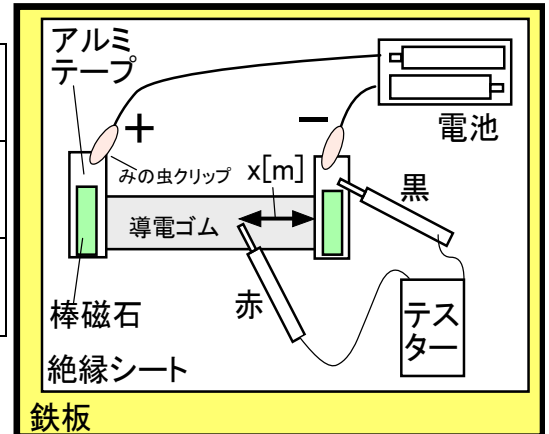 アルミ
テープ
+
−
電池
みの虫クリップ
x[m]
黒
導電ゴム
赤
棒磁石
テス
ター
絶縁シート
鉄板